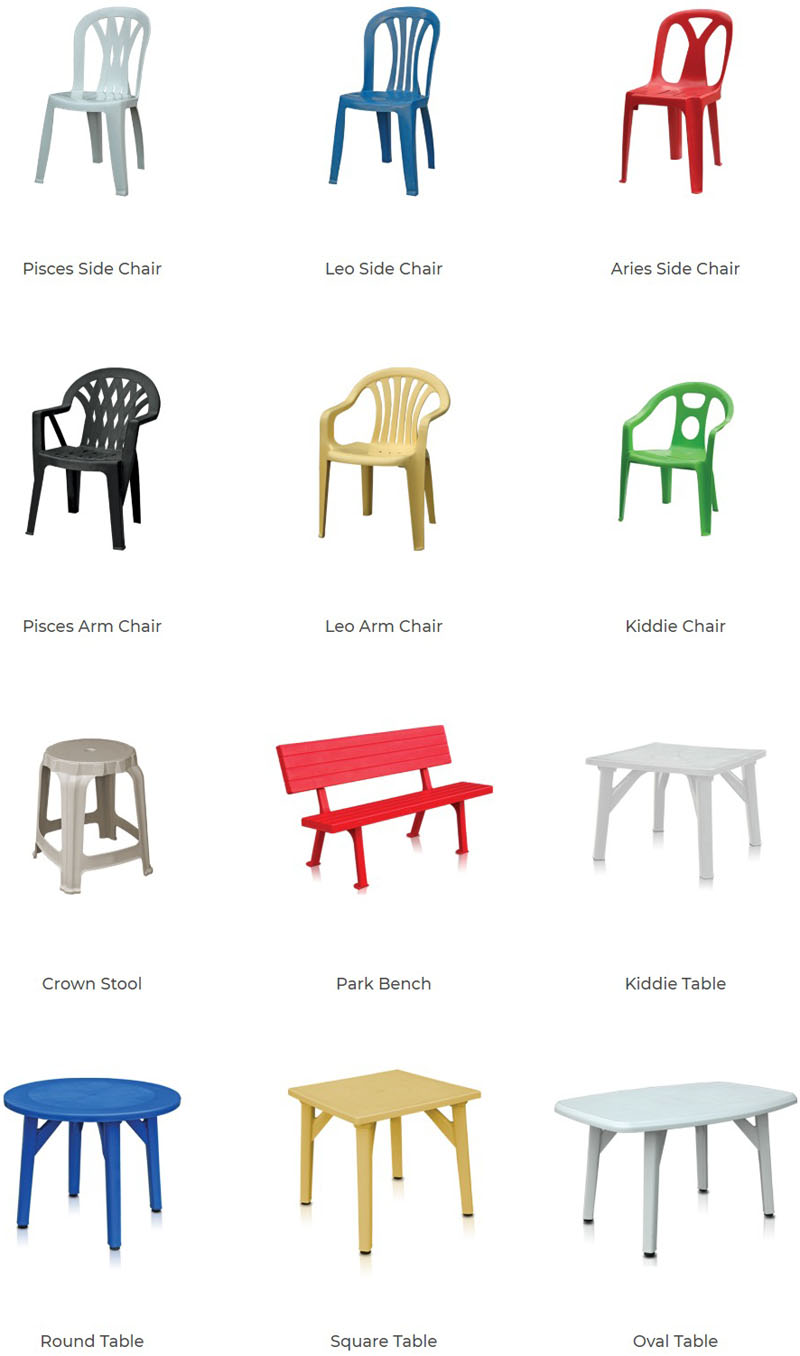 Pisces Side Chair
Leo Side Chair
Aries Side Chair
Pisces Arm Chair
Leo Arm Chair
Kiddie Chair
Crown Stool
Park Bench
Kiddie Table
Round Table
Square Table
Oval Table